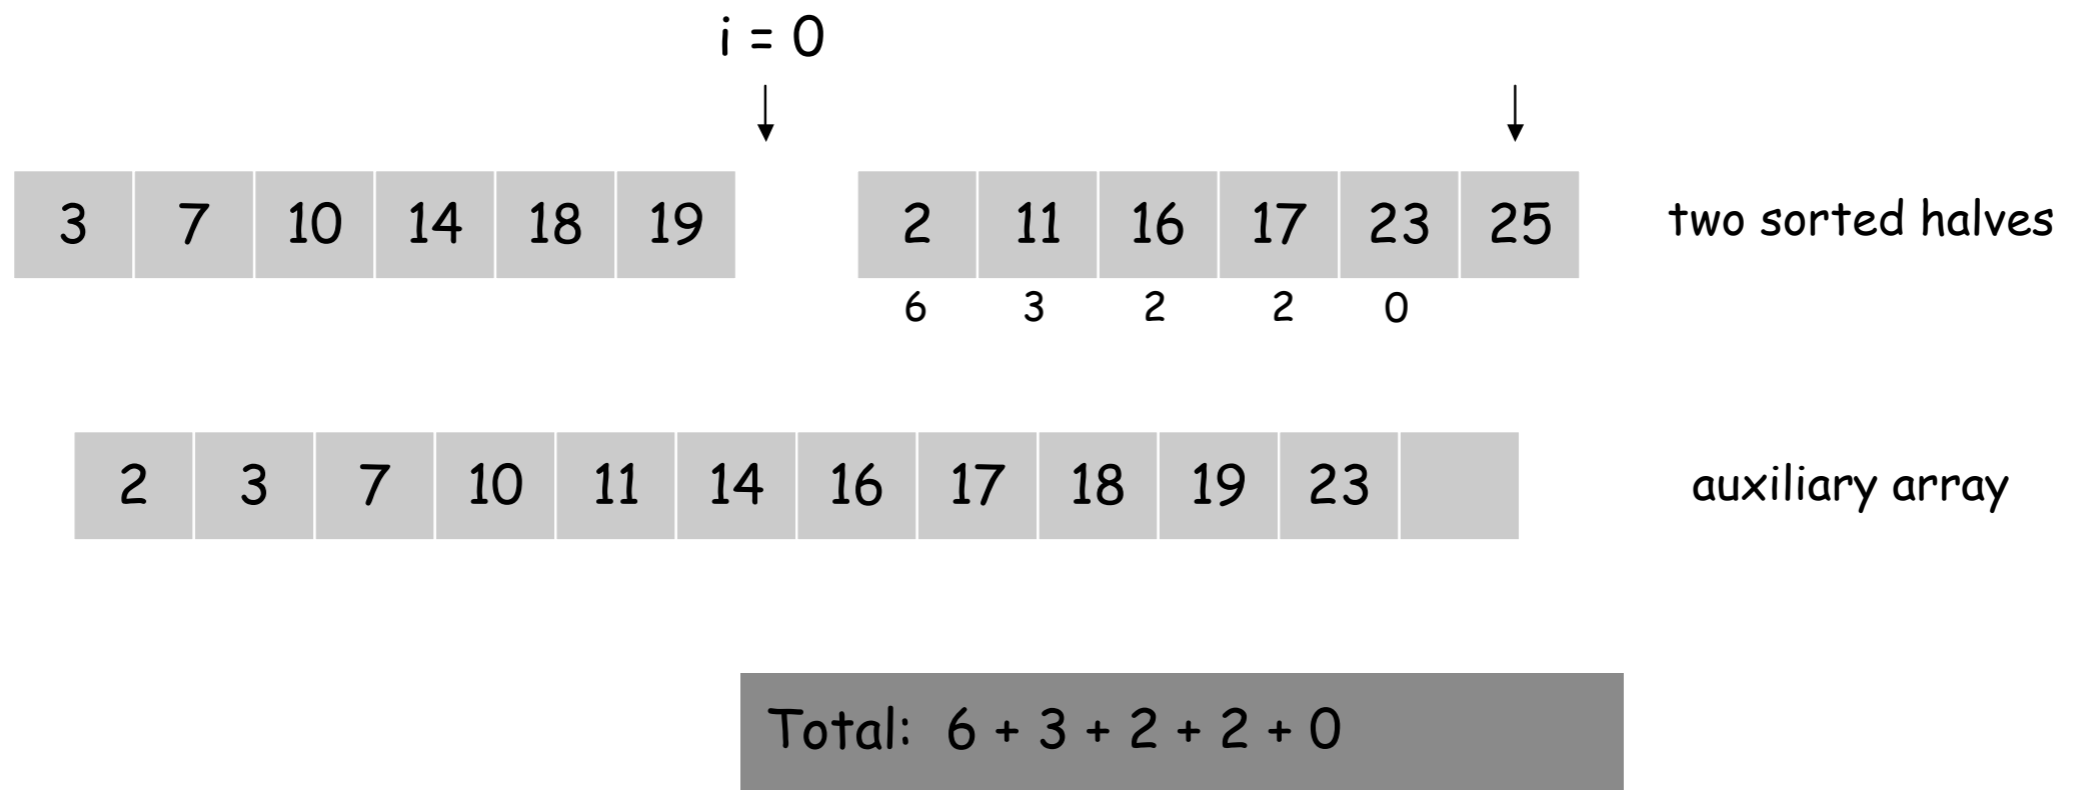 i = 0
3 7 10 14 18 19 2 11 16 17 23 25 two sorted halves
6 3 2 2 0
2 3 7 10 11 14 16 17 18 19 23 auxiliary array
Total: 6 + 3 + 2 + 2 + 0